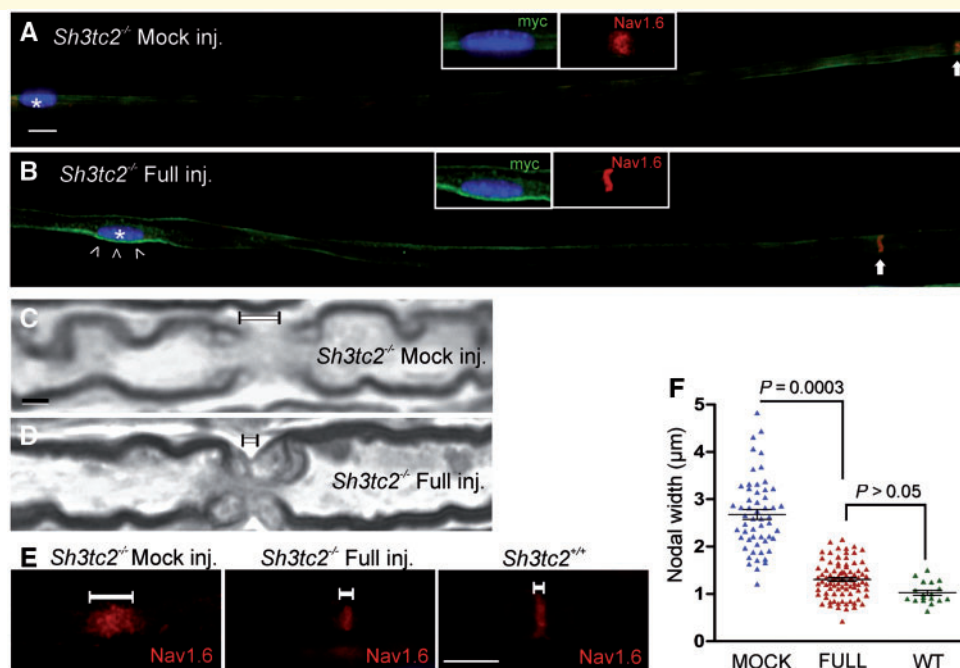 A Sh3tc2-/- Mock inj.
myc
Nav1.6
*
B Sh3tc2-/- Full inj.
myc
Nav1.6
*
C
Sh3tc2-/- Mock inj.
D
Sh3tc2-/- Full inj.
E Sh3tc2-/- Mock inj.
Sh3tc2-/- Full inj.
Sh3tc2+/+
Nav1.6
Nav1.6
Nav1.6
F
P = 0.0003
P > 0.05
Nodal width (µm)
5
4
3
2
1
0
MOCK
FULL
WT